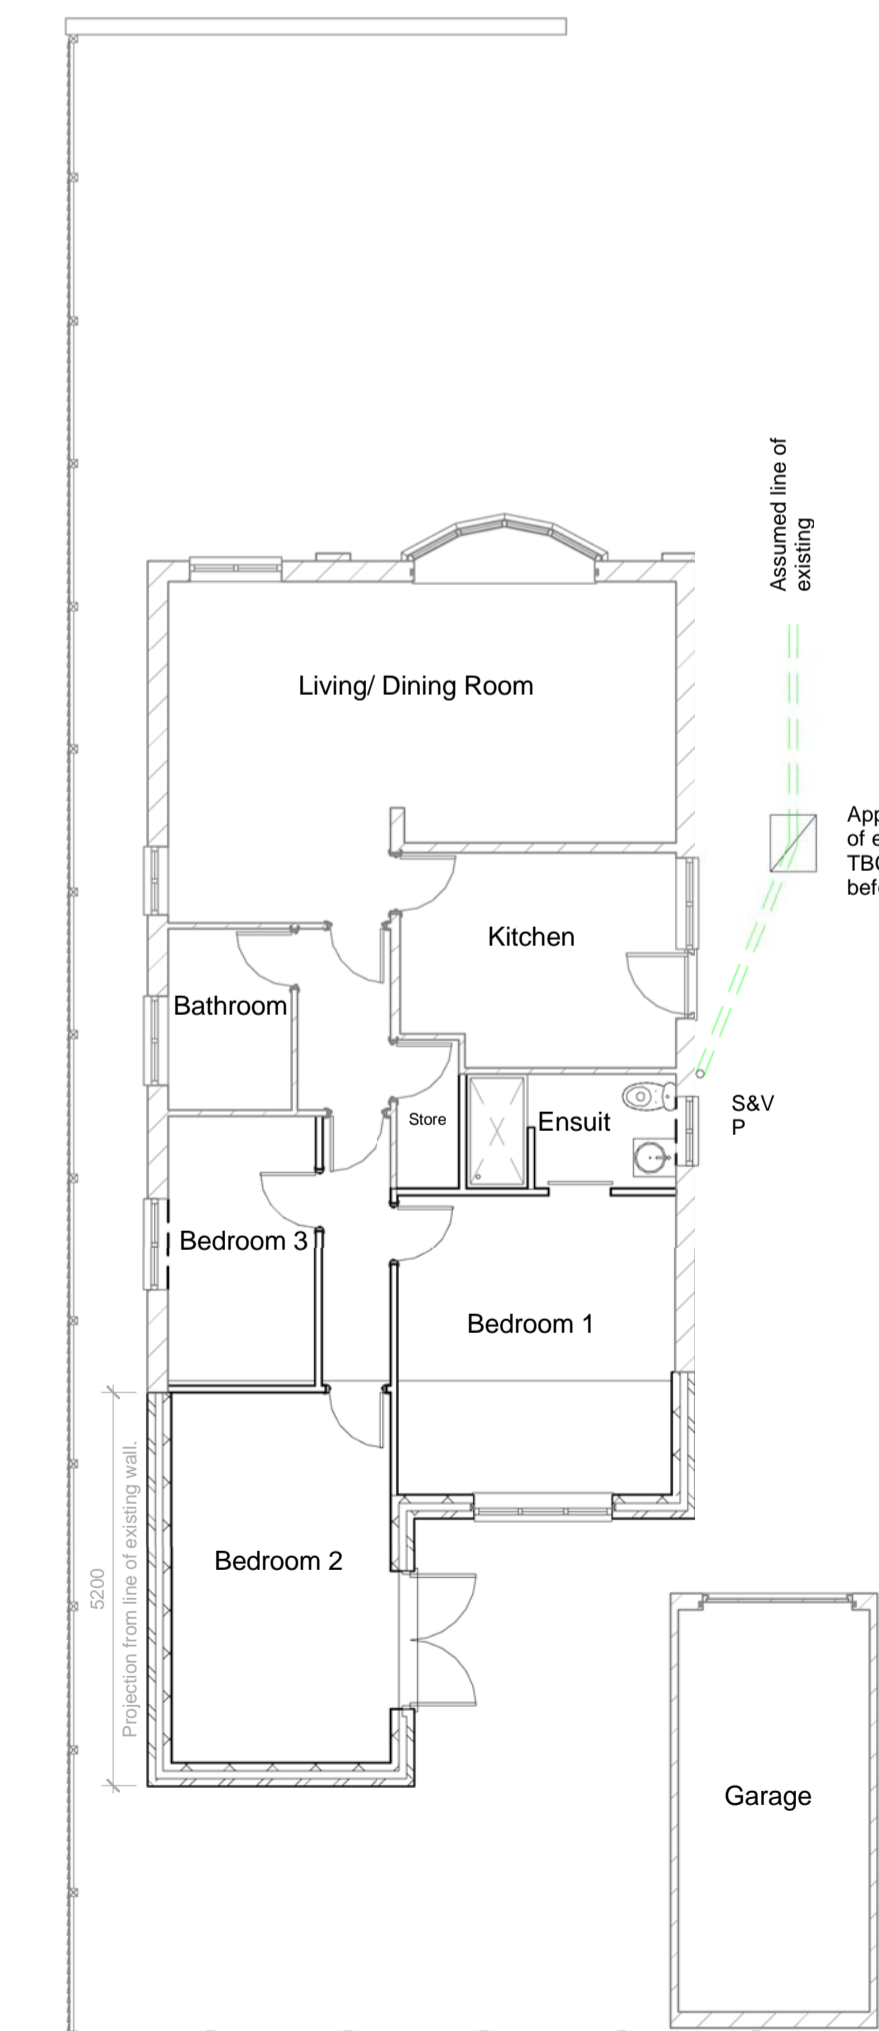 Assumed line of
existing
Living/ Dining Room
App
of e
TBC
befo
Kitchen
Bathroom
S&V
P
Store
Ensuit
Bedroom 3
Bedroom 1
Projection from line of existing wall.
5200
Bedroom 2
Garage